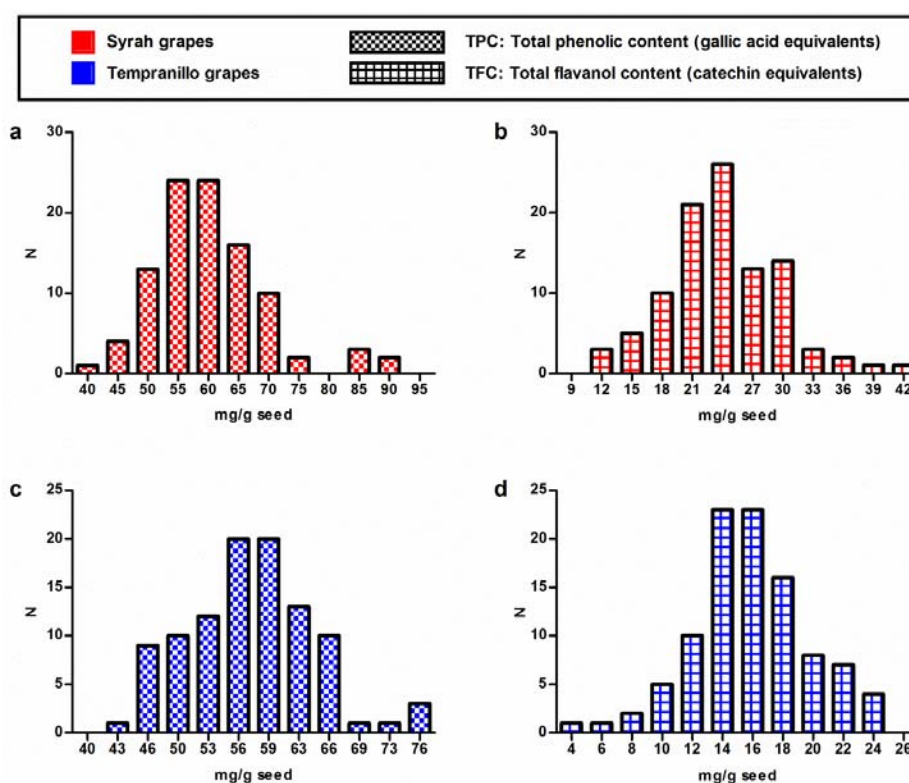 Syrah grapes
TPC: Total phenolic content (gallic acid equivalents)
Tempranillo grapes
TFC: Total flavanol content (catechin equivalents)
a
30
20
10
0
N
40 45 50 55 60 65 70 75 80 85 90 95
mg/g seed
b
30
20
10
0
N
9 12 15 18 21 24 27 30 33 36 39 42
mg/g seed
c
25
20
15
10
5
0
N
40 43 46 50 53 56 59 63 66 69 73 76
mg/g seed
d
25
20
15
10
5
0
N
4 6 8 10 12 14 16 18 20 22 24 26
mg/g seed